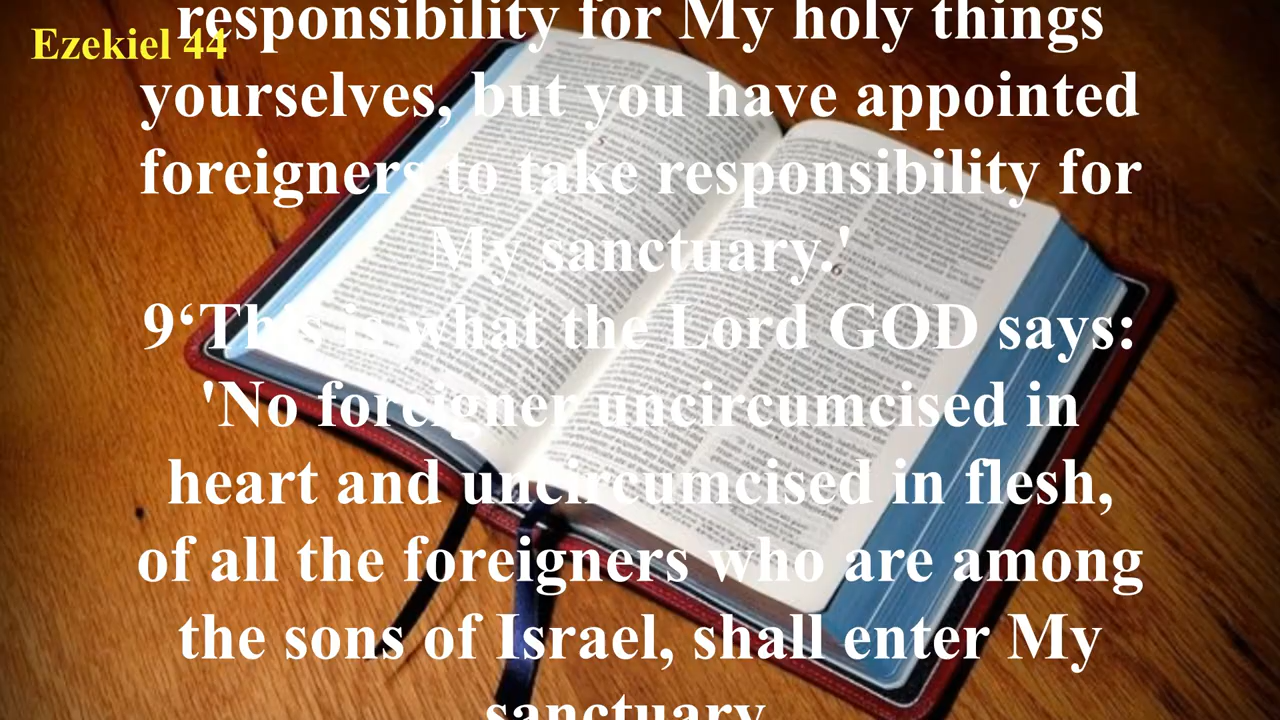 Ezekiel 44
responsibility for My holy things
yourselves, but you have appointed
foreigners to take responsibility for
My sanctuary.'
9‘This is what the Lord GOD says:
'No foreigner uncircumcised in
heart and uncircumcised in flesh,
of all the foreigners who are among
the sons of Israel, shall enter My
sanctuary.